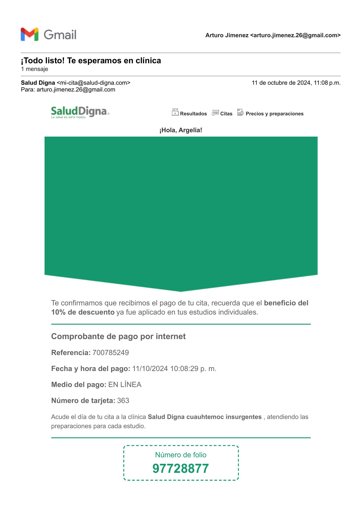 Gmail
Arturo Jimenez <arturo.jimenez.26@gmail.com>
¡Todo listo! Te esperamos en clínica
1 mensaje
Salud Digna <mi-cita@salud-digna.com>
11 de octubre de 2024, 11:08 p.m.
Para: arturo.jimenez.26@gmail.com
SaludDigna.
Resultados Citas Precios y preparaciones
¡Hola, Argelia!
Te confirmamos que recibimos el pago de tu cita, recuerda que el beneficio del
10% de descuento ya fue aplicado en tus estudios individuales.
Comprobante de pago por internet
Referencia: 700785249
Fecha y hora del pago: 11/10/2024 10:08:29 p. m.
Medio del pago: EN LÍNEA
Número de tarjeta: 363
Acude el día de tu cita a la clínica Salud Digna cuauhtemoc insurgentes , atendiendo las
preparaciones para cada estudio.
Número de folio
97728877